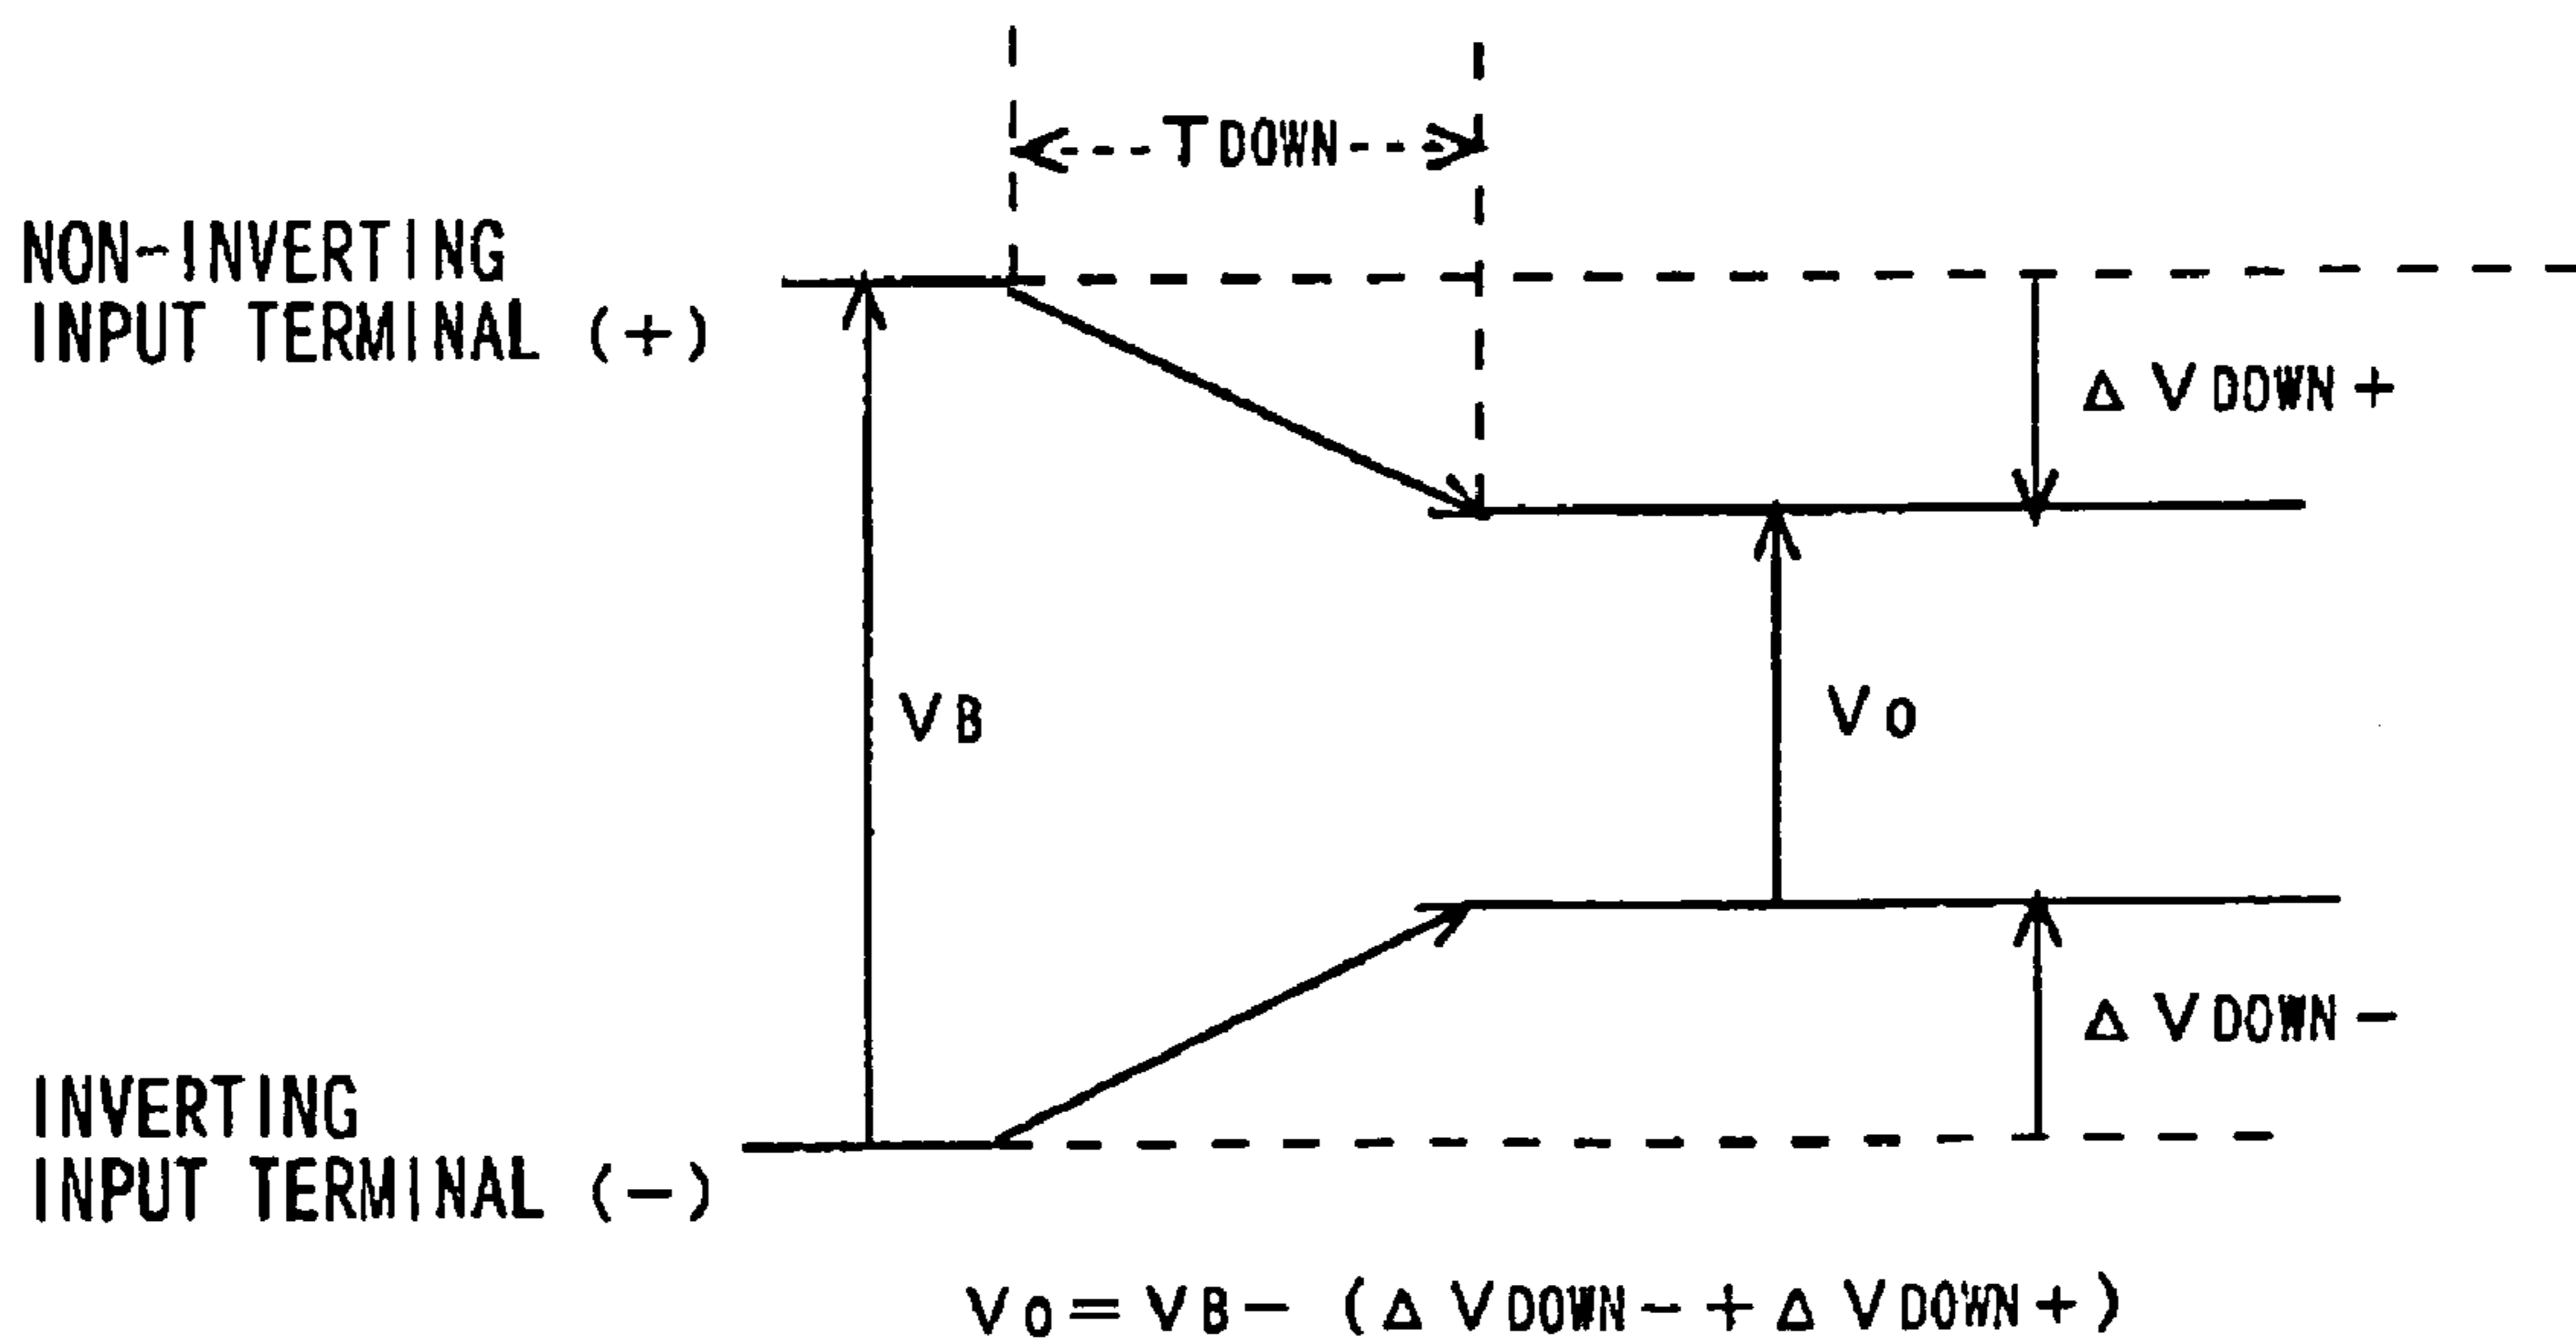 TDOWN
NON-INVERTING
INPUT TERMINAL (+)
ΔVDOWN+
VB
VO
ΔVDOWN-
INVERTING
INPUT TERMINAL (-)
VO=VB-(ΔVDOWN-+ΔVDOWN+)